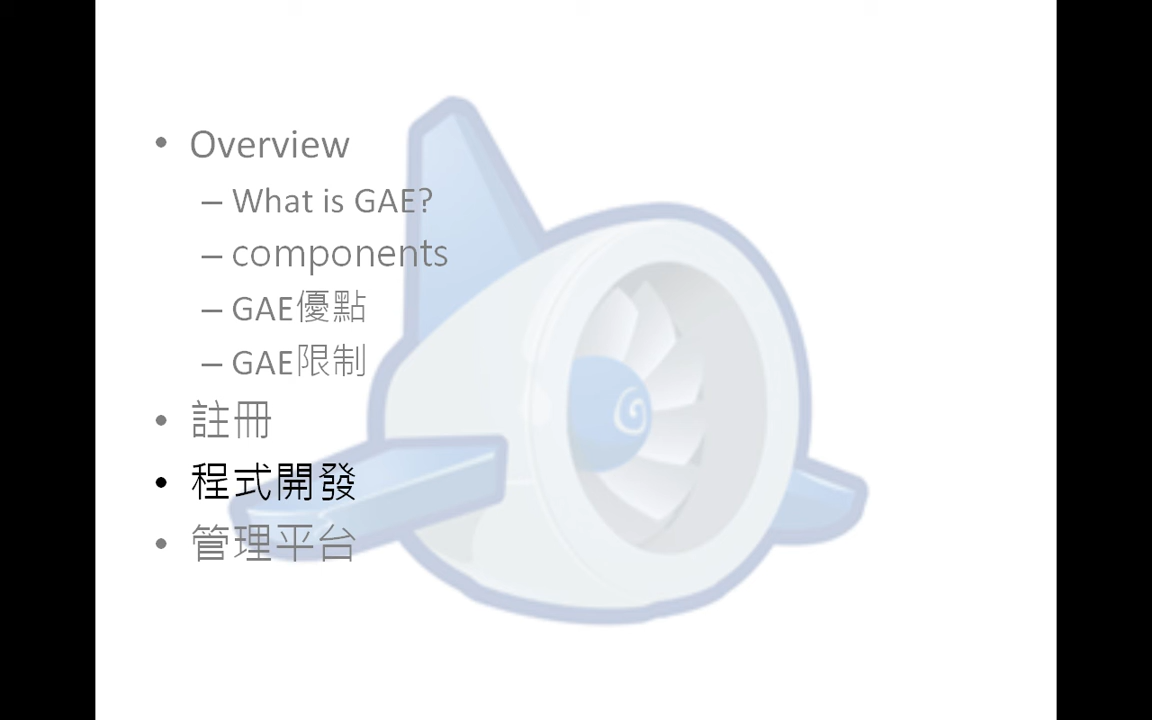 • Overview
– What is GAE?
– components
– GAE優點
– GAE限制
• 註冊
• 程式開發
• 管理平台